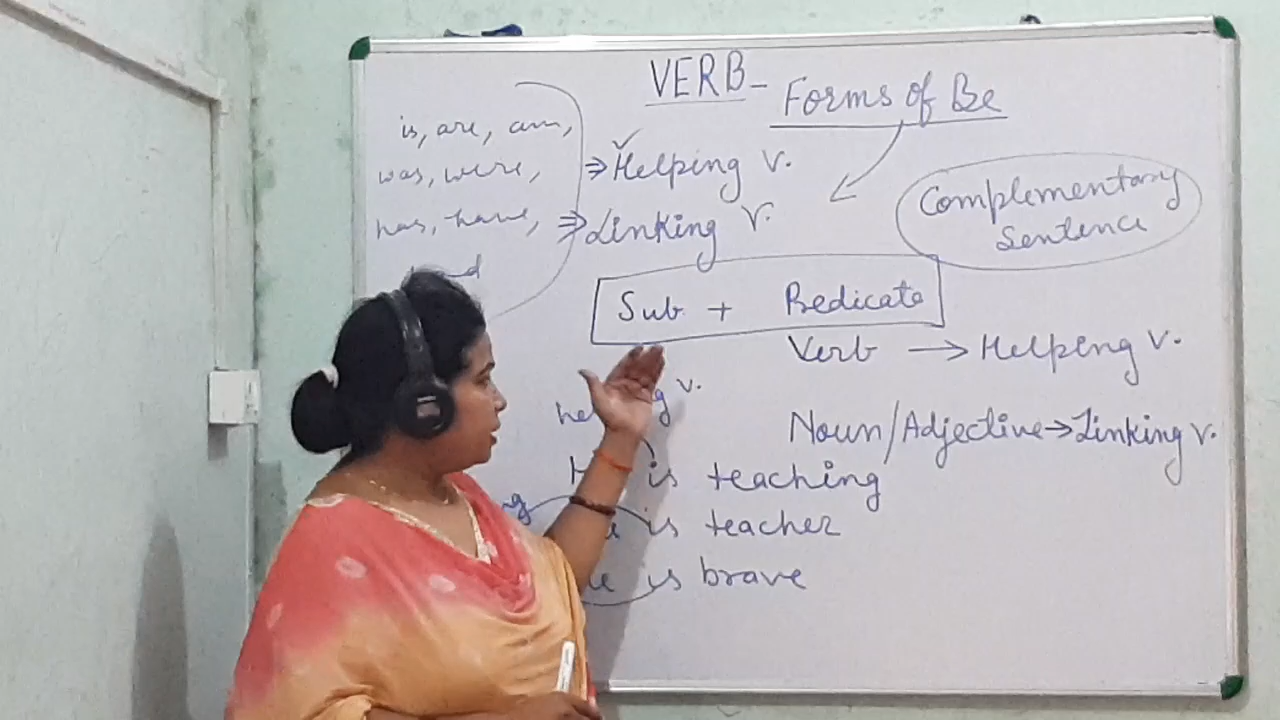 VERB - Forms of Be
is, are, am,
was, were,
has, have,
⇒ Helping V.
⇒ Linking V.
Complementary
Sentence
Sub + Predicate
Verb → Helping V.
V.
Noun/Adjective → Linking V.
is teaching
is teacher
is brave